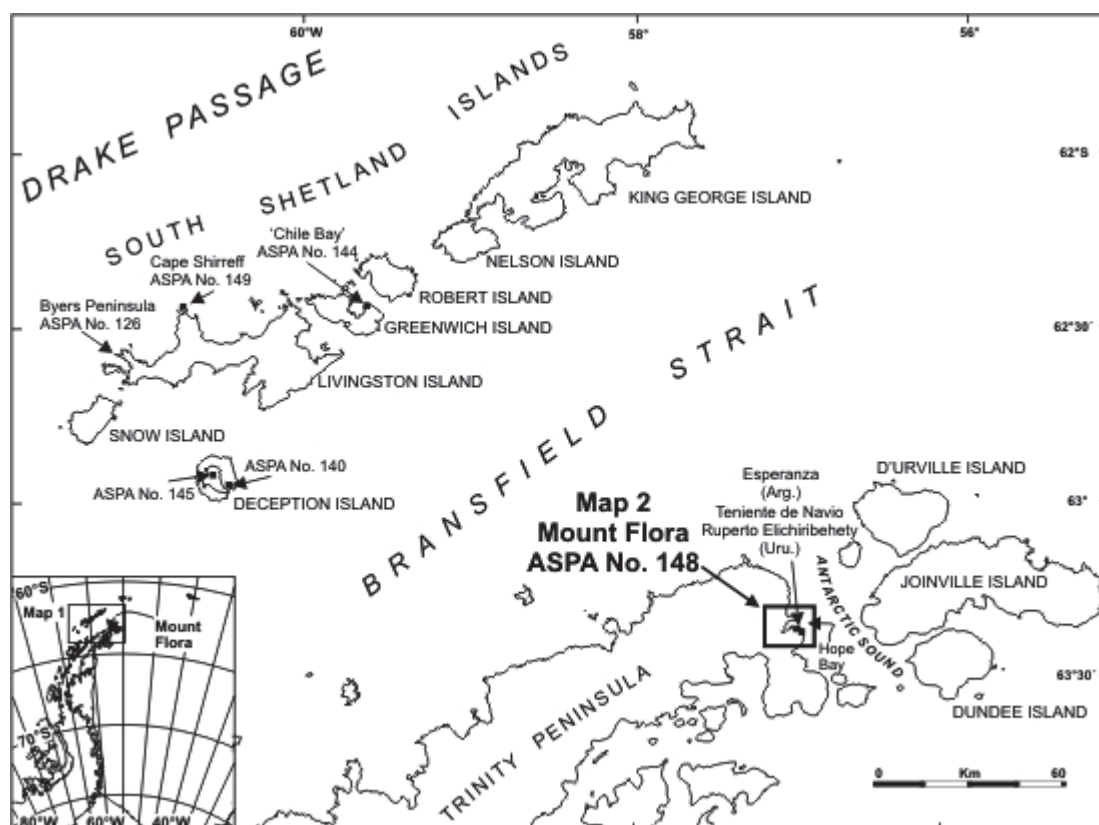 60°W
58°
56°
DRAKE PASSAGE
SOUTH SHETLAND ISLANDS
62°S
KING GEORGE ISLAND
'Chile Bay'
ASPA No. 144
NELSON ISLAND
Cape Shirreff
ASPA No. 149
ROBERT ISLAND
Byers Peninsula
ASPA No. 126
GREENWICH ISLAND
62°30'
LIVINGSTON ISLAND
SNOW ISLAND
ASPA No. 140
ASPA No. 145
DECEPTION ISLAND
BRANSFIELD STRAIT
Esperanza
(Arg.)
Teniente de Navio
Ruperto Elichiribehety
(Uru.)
D'URVILLE ISLAND
63°
Map 2
Mount Flora
ASPA No. 148
ANTARCTIC SOUND
JOINVILLE ISLAND
Hope
Bay
63°30'
DUNDEE ISLAND
TRINITY PENINSULA
0 Km 60
60°S
Map 1
Mount
Flora
70°S
80°W 60°W 40°W